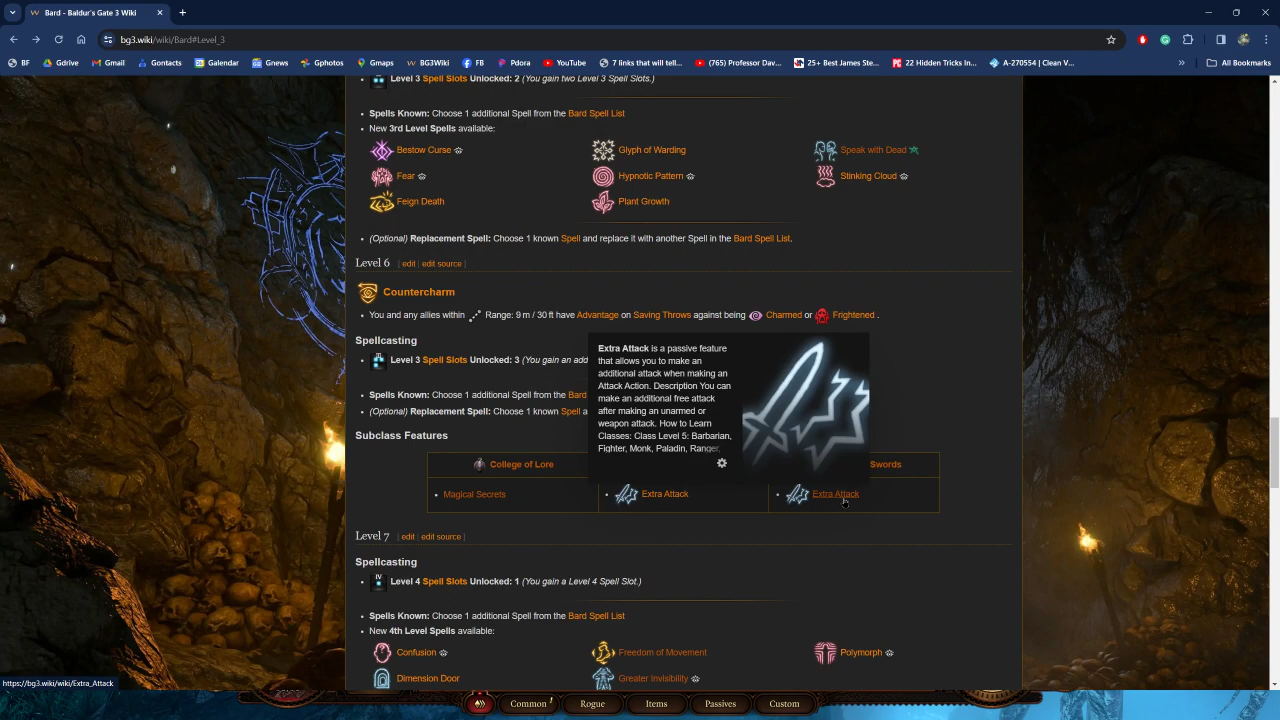 Bard - Baldur's Gate 3 Wiki
bg3.wiki/wiki/Bard#Level_3
BF Gdrive Gmail Gontacts Galendar Gnews Gphotos Gmaps BG3Wiki FB Pdora YouTube 7 links that will tell... (765) Professor Dav... 25+ Best James Ste... 22 Hidden Tricks In... A-270554 | Clean V... » All Bookmarks
Level 3 Spell Slots Unlocked: 2 (You gain two Level 3 Spell Slots.)
Spells Known: Choose 1 additional Spell from the Bard Spell List
New 3rd Level Spells available:
Bestow Curse Glyph of Warding Speak with Dead
Fear Hypnotic Pattern Stinking Cloud
Feign Death Plant Growth
(Optional) Replacement Spell: Choose 1 known Spell and replace it with another Spell in the Bard Spell List.
Level 6 [ edit | edit source ]
Countercharm
You and any allies within Range: 9 m / 30 ft have Advantage on Saving Throws against being Charmed or Frightened .
Spellcasting
Level 3 Spell Slots Unlocked: 3 (You gain an add
Spells Known: Choose 1 additional Spell from the Bard
(Optional) Replacement Spell: Choose 1 known Spell a
Extra Attack is a passive feature
that allows you to make an
additional attack when making an
Attack Action. Description You can
make an additional free attack
after making an unarmed or
weapon attack. How to Learn
Classes: Class Level 5: Barbarian,
Fighter, Monk, Paladin, Ranger,
Subclass Features
College of Lore Swords
Magical Secrets Extra Attack Extra Attack
Level 7 [ edit | edit source ]
Spellcasting
IV
Level 4 Spell Slots Unlocked: 1 (You gain a Level 4 Spell Slot.)
Spells Known: Choose 1 additional Spell from the Bard Spell List
New 4th Level Spells available:
Confusion Freedom of Movement Polymorph
Dimension Door Greater Invisibility
https://bg3.wiki/wiki/Extra_Attack
Common Rogue Items Passives Custom